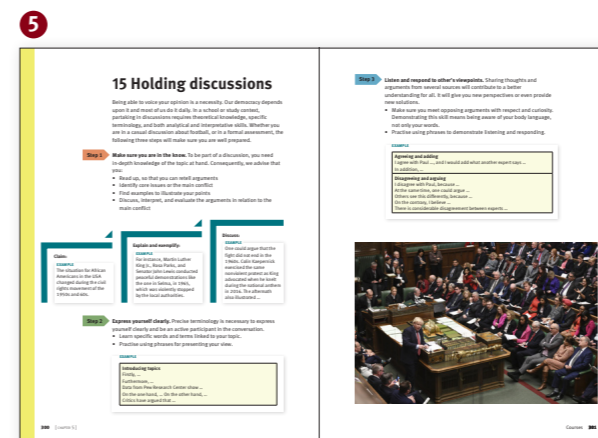 5
15 Holding discussions
Being able to voice your opinion is a necessity. Our democracy depends
upon it and most of us do it daily. In a school or study context,
partaking in discussions requires theoretical knowledge, specific
terminology, and both analytical and interpretative skills. Whether you
are in a casual discussion about football, or in a formal assessment, the
following three steps will make sure you are well prepared.
Step 1
Make sure you are in the know. To be part of a discussion, you need
in-depth knowledge of the topic at hand. Consequently, we advise that
you:
• Read up, so that you can retell arguments
• Identify core issues or the main conflict
• Find examples to illustrate your points
• Discuss, interpret, and evaluate the arguments in relation to the
main conflict
Claim:
EXAMPLE
The situation for African
Americans in the USA
changed during the civil
rights movement of the
1950s and 60s.
Explain and exemplify:
EXAMPLE
For instance, Martin Luther
King Jr., Rosa Parks, and
Senator John Lewis conducted
peaceful demonstrations like
the one in Selma, in 1965,
which was violently stopped
by the local authorities.
Discuss:
EXAMPLE
One could argue that the
fight did not end in the
1960s. Colin Kaepernick
exercised the same
nonviolent protest as King
advocated when he knelt
during the national anthem
in 2016. The aftermath
also illustrated ...
Step 2
Express yourself clearly. Precise terminology is necessary to express
yourself clearly and be an active participant in the conversation.
• Learn specific words and terms linked to your topic.
• Practise using phrases for presenting your view.
EXAMPLE
Introducing topics
Firstly, ...
Furthermore, ...
Data from Pew Research Center show ...
On the one hand, ... On the other hand, ...
Critics have argued that ...
380
Step 3
Listen and respond to other's viewpoints. Sharing thoughts and
arguments from several sources will contribute to a better
understanding for all. It will give you new perspectives or even provide
new solutions.
• Make sure you meet opposing arguments with respect and curiosity.
Demonstrating this skill means being aware of your body language,
not only your words.
• Practise using phrases to demonstrate listening and responding.
EXAMPLE
Agreeing and adding
I agree with Paul ..., and I would add what another expert says ...
In addition, ...
Disagreeing and arguing
I disagree with Paul, because ...
At the same time, one could argue ...
Others see this differently, because ...
On the contrary, I believe ...
There is considerable disagreement between experts ...
Courses 381